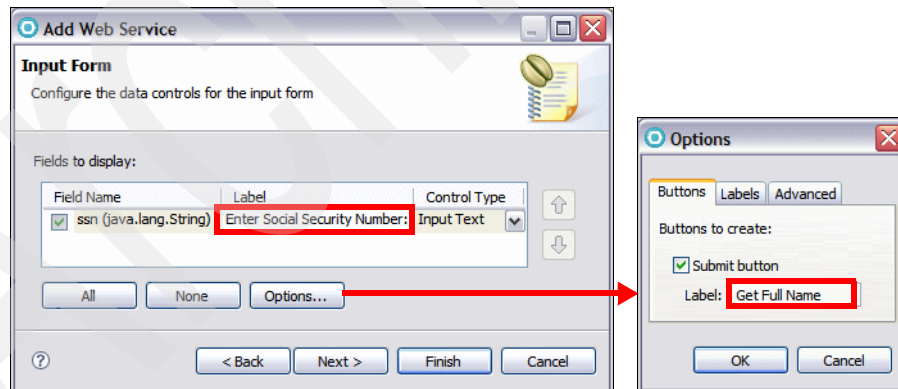 Add Web Service
Input Form
Configure the data controls for the input form
Fields to display:
Field Name Label Control Type
ssn (java.lang.String) Enter Social Security Number: Input Text
All None Options...
? < Back Next > Finish Cancel
Options
Buttons Labels Advanced
Buttons to create:
Submit button
Label: Get Full Name
OK Cancel